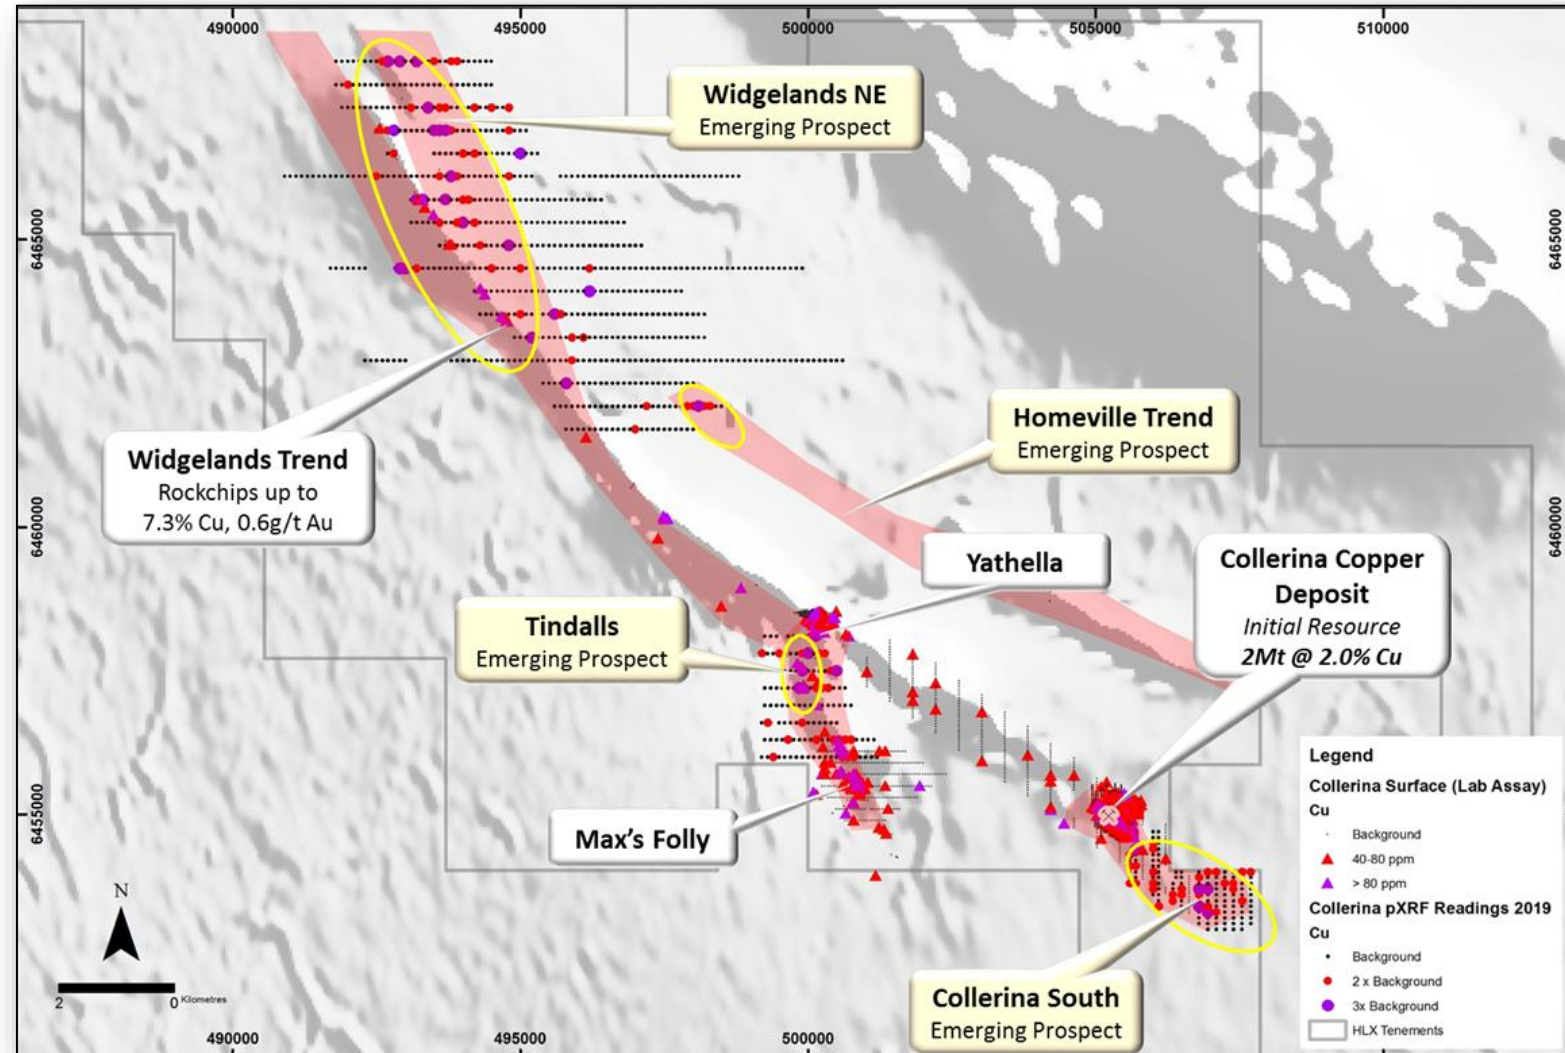 490000
495000
500000
505000
510000
Widgelands NE
Emerging Prospect
6465000
6465000
Homeville Trend
Emerging Prospect
Widgelands Trend
Rockchips up to
7.3% Cu, 0.6g/t Au
6460000
6460000
Yathella
Collerina Copper
Deposit
Initial Resource
2Mt @ 2.0% Cu
Tindalls
Emerging Prospect
Max's Folly
6455000
Legend
Collerina Surface (Lab Assay)
Cu
Background
40-80 ppm
> 80 ppm
Collerina pXRF Readings 2019
Cu
Background
2 x Background
3x Background
HLX Tenements
N
2
0 Kilometres
Collerina South
Emerging Prospect
490000
495000
500000
505000
510000